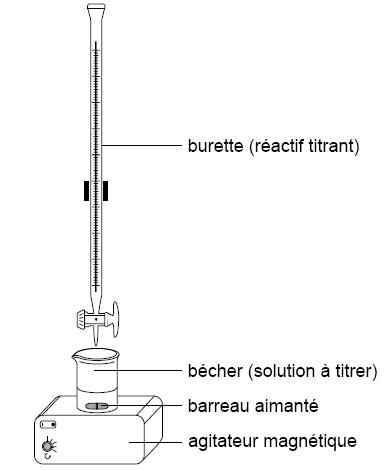 burette (réactif titrant)
bécher (solution à titrer)
barreau aimanté
agitateur magnétique